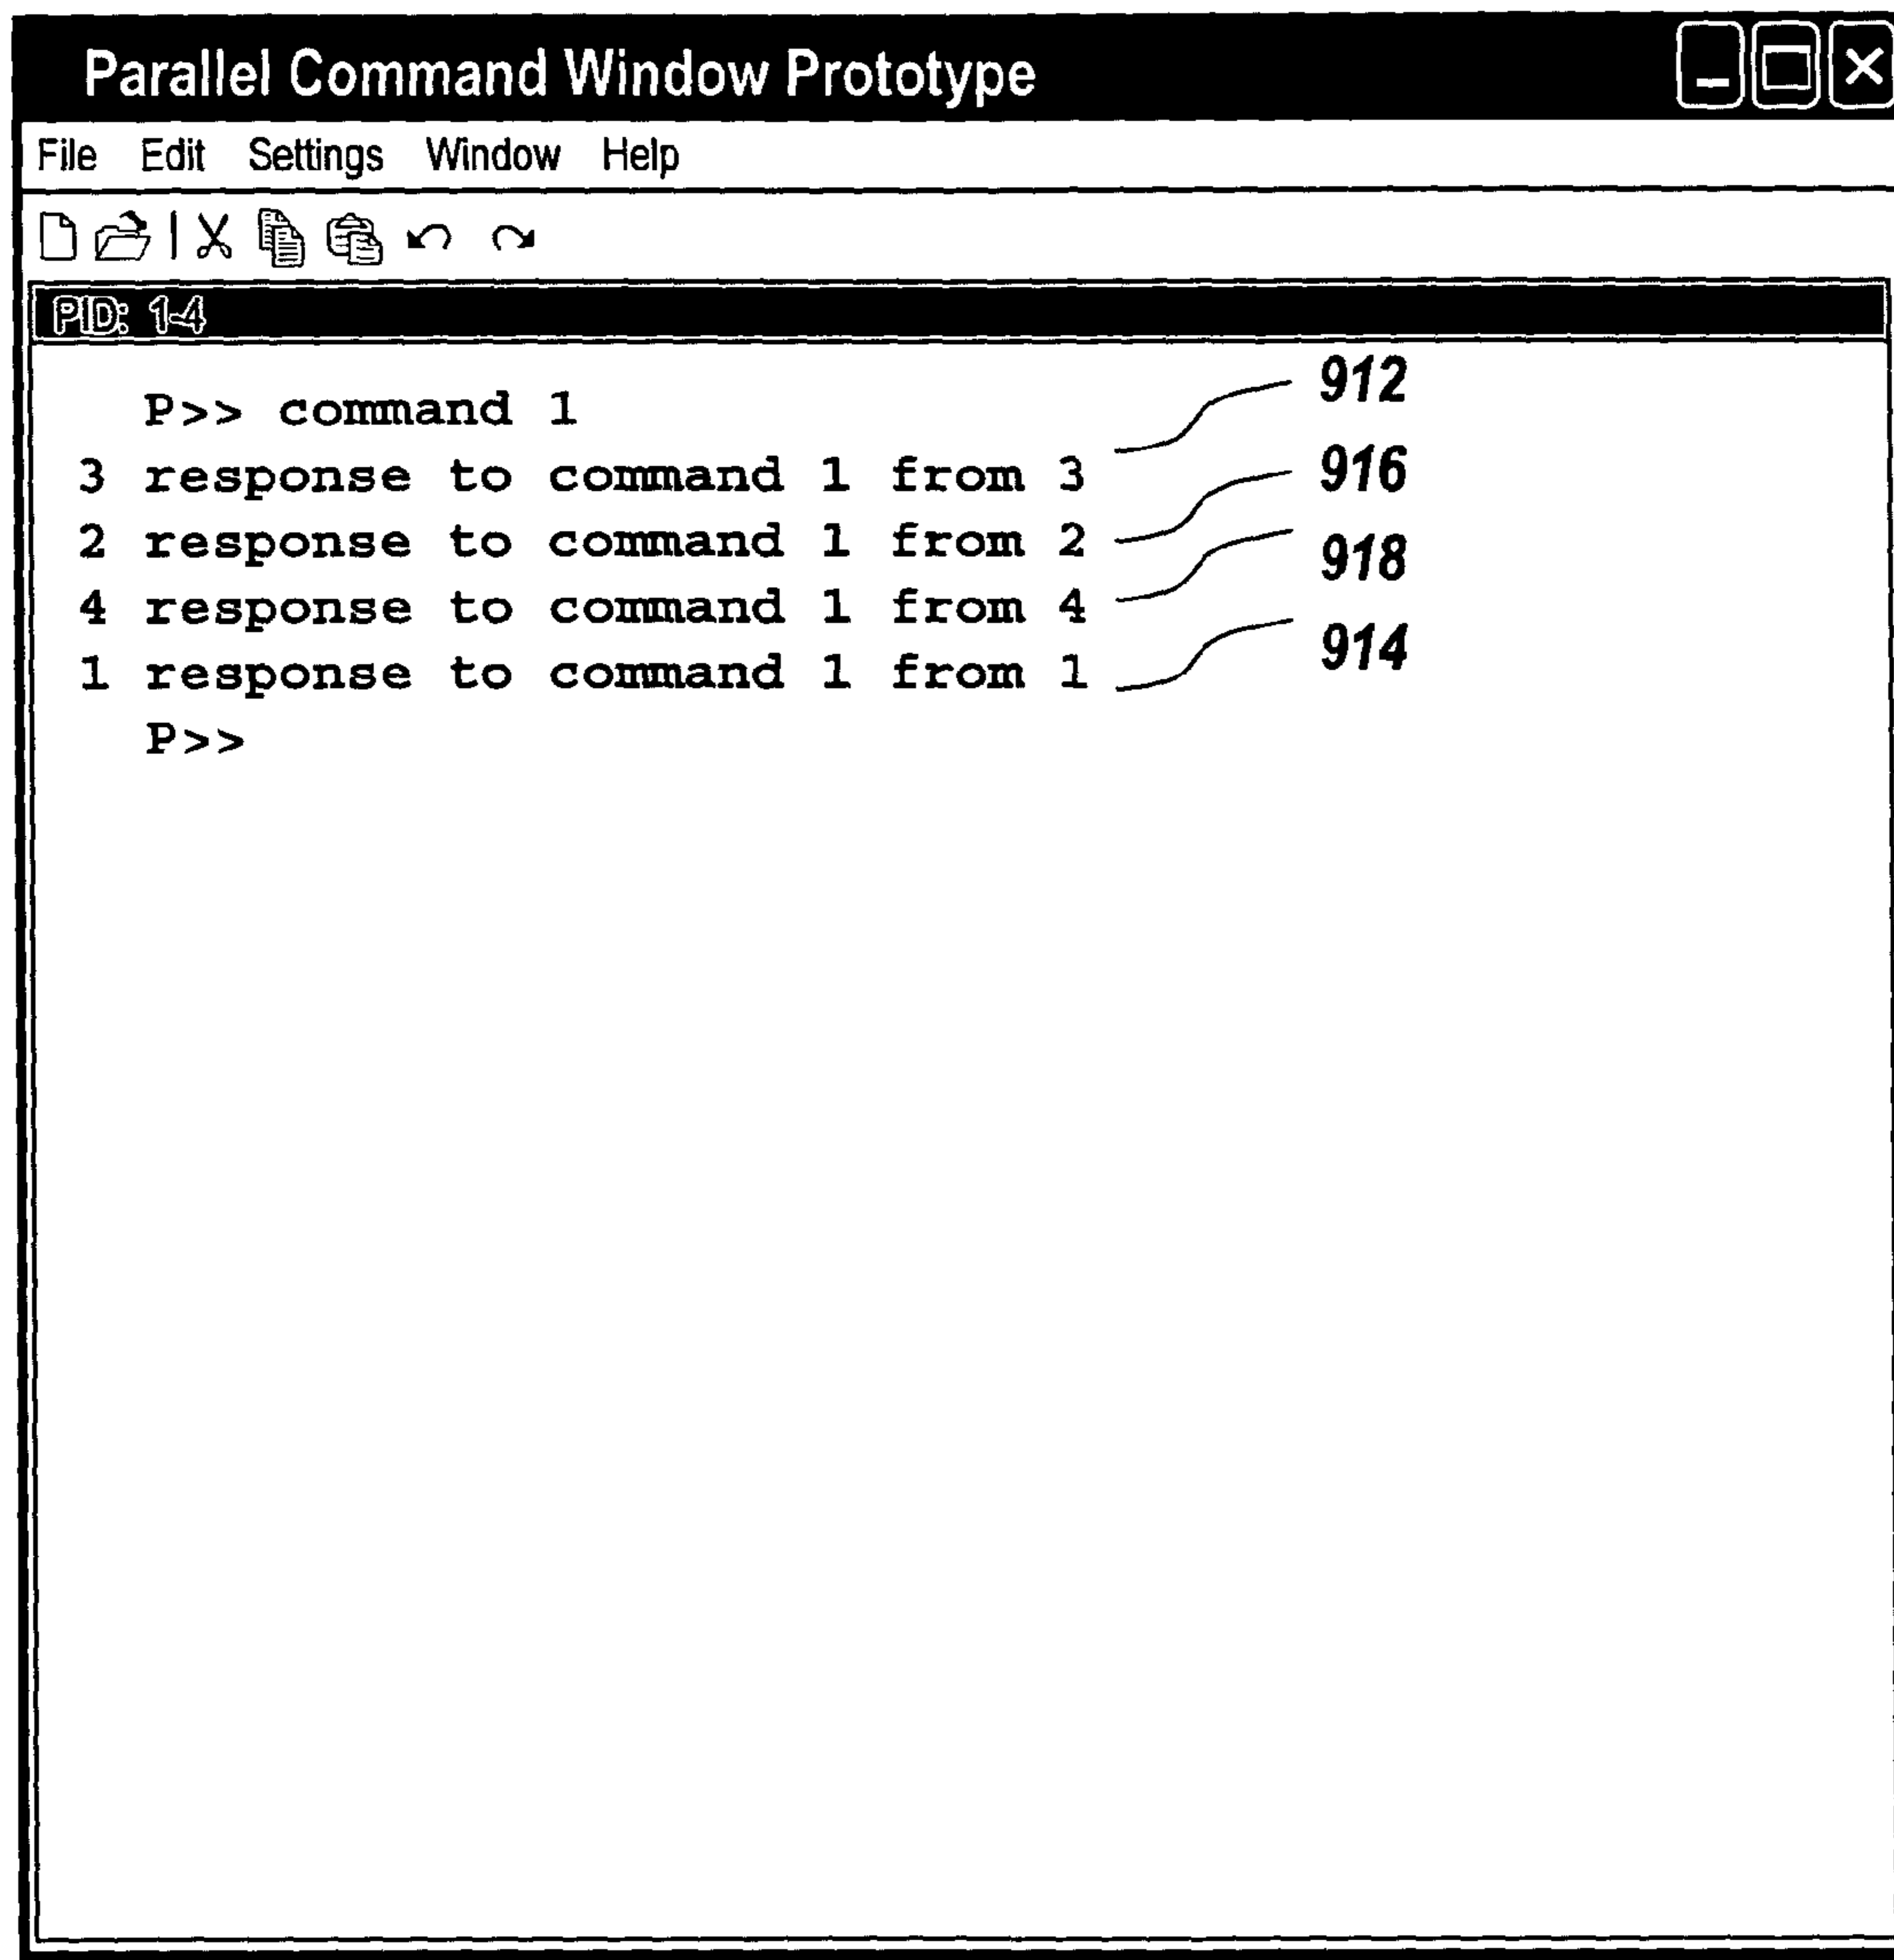 Parallel Command Window Prototype
File Edit Settings Window Help
PID: 1-4
P>> command 1
912
3 response to command 1 from 3
916
2 response to command 1 from 2
918
4 response to command 1 from 4
914
1 response to command 1 from 1
P>>